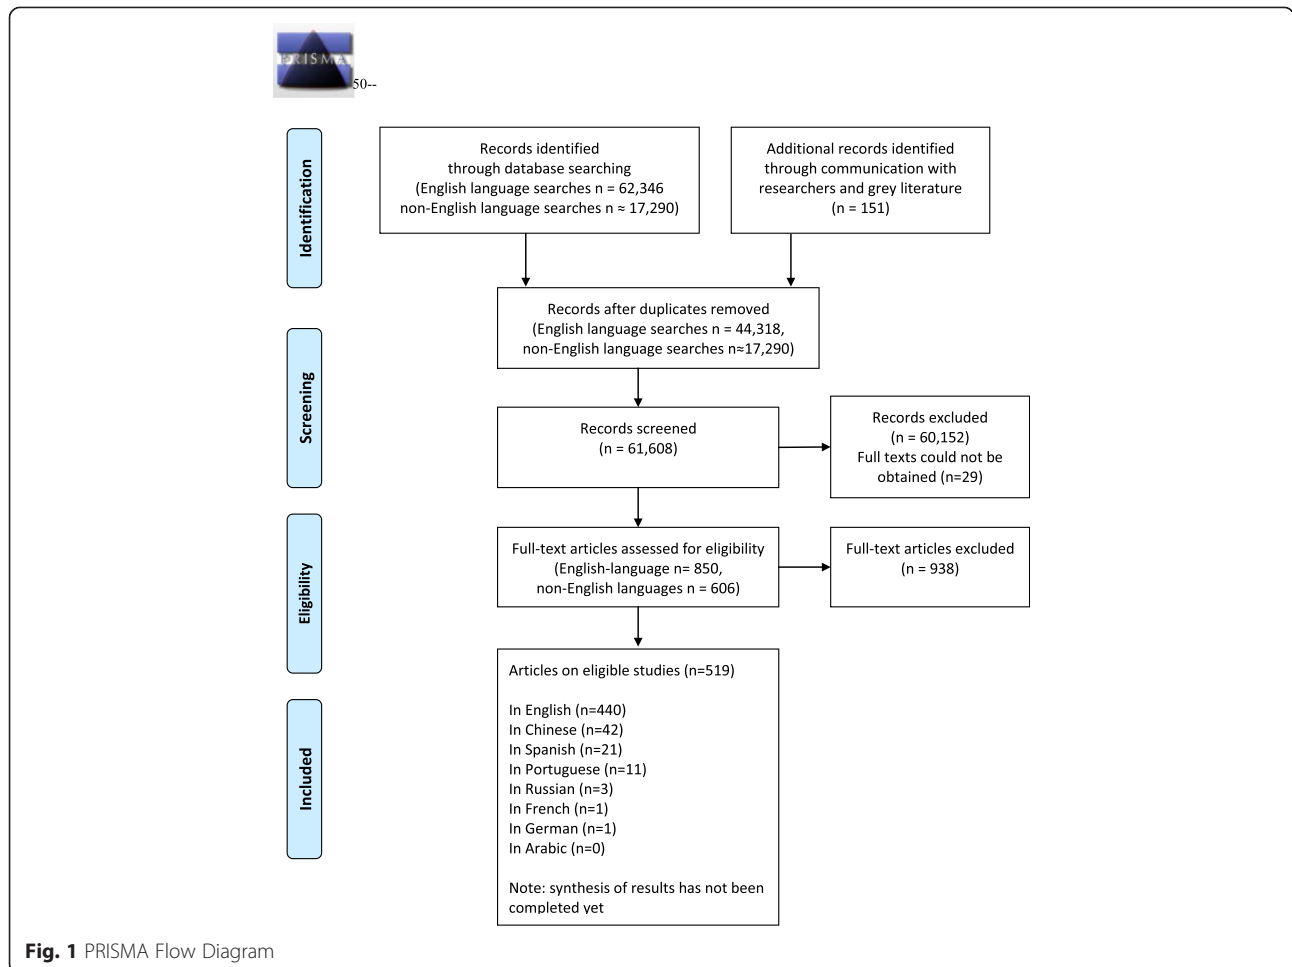 PRISMA
50--
Identification
Records identified
through database searching
(English language searches n = 62,346
non-English language searches n ≈ 17,290)
Additional records identified
through communication with
researchers and grey literature
(n = 151)
Records after duplicates removed
(English language searches n = 44,318,
non-English language searches n≈17,290)
Screening
Records screened
(n = 61,608)
Records excluded
(n = 60,152)
Full texts could not be
obtained (n=29)
Eligibility
Full-text articles assessed for eligibility
(English-language n= 850,
non-English languages n = 606)
Full-text articles excluded
(n = 938)
Included
Articles on eligible studies (n=519)
In English (n=440)
In Chinese (n=42)
In Spanish (n=21)
In Portuguese (n=11)
In Russian (n=3)
In French (n=1)
In German (n=1)
In Arabic (n=0)
Note: synthesis of results has not been
completed yet
Fig. 1 PRISMA Flow Diagram